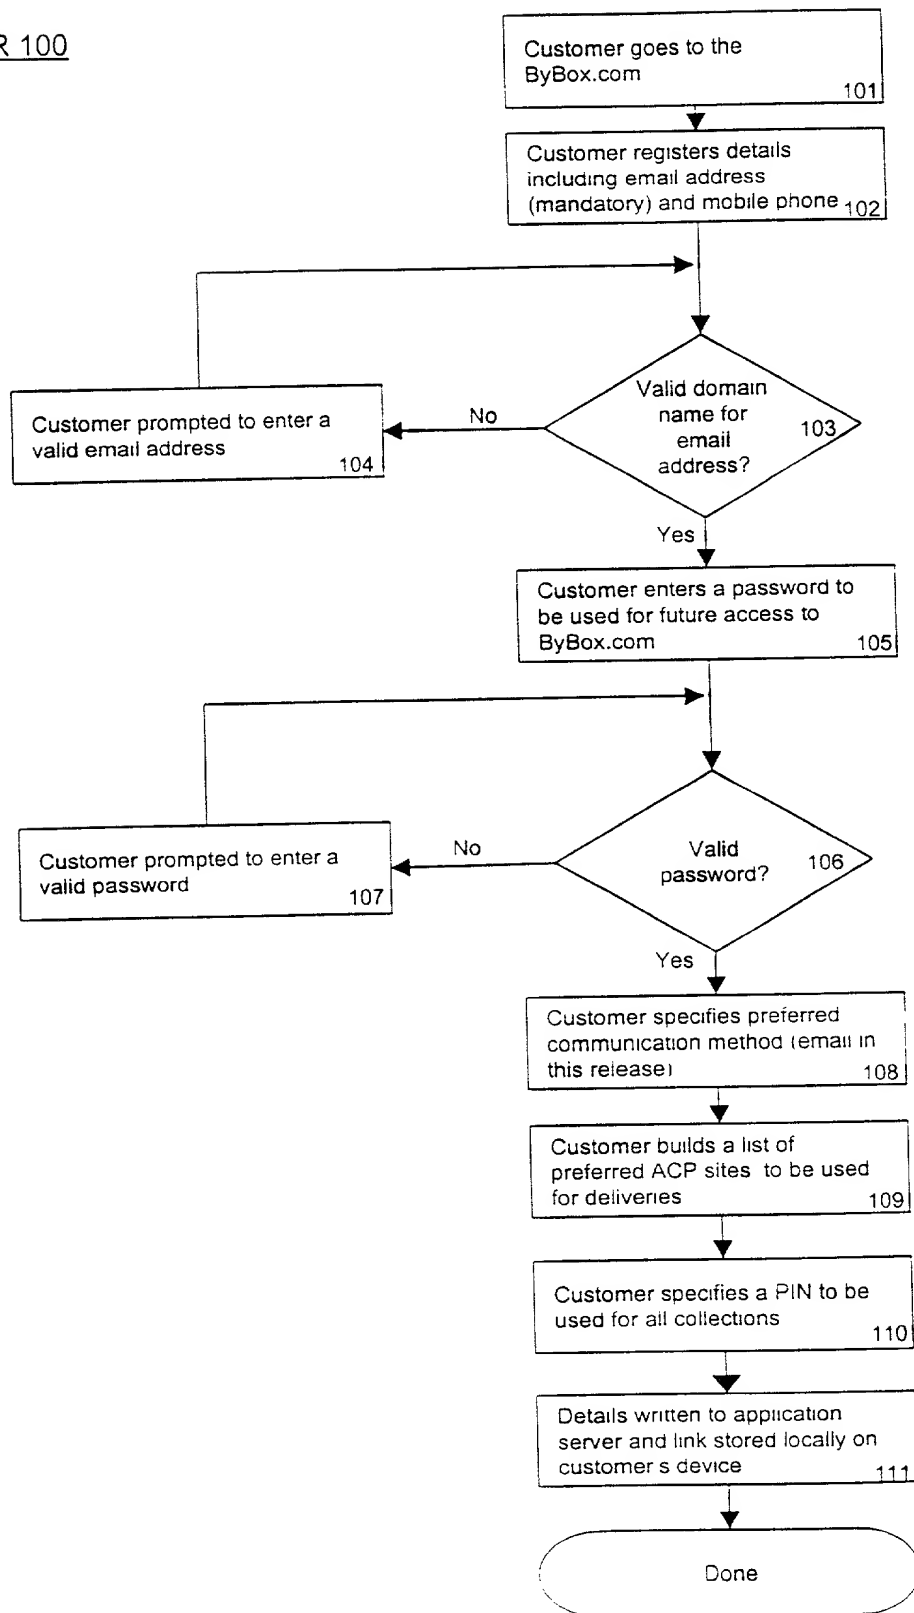 R 100
Customer goes to the
ByBox.com
101
Customer registers details
including email address
(mandatory) and mobile phone
102
Valid domain
name for
email
address?
103
No
Customer prompted to enter a
valid email address
104
Yes
Customer enters a password to
be used for future access to
ByBox.com
105
Valid
password?
106
No
Customer prompted to enter a
valid password
107
Yes
Customer specifies preferred
communication method (email in
this release)
108
Customer builds a list of
preferred ACP sites to be used
for deliveries
109
Customer specifies a PIN to be
used for all collections
110
Details written to application
server and link stored locally on
customer s device
111
Done